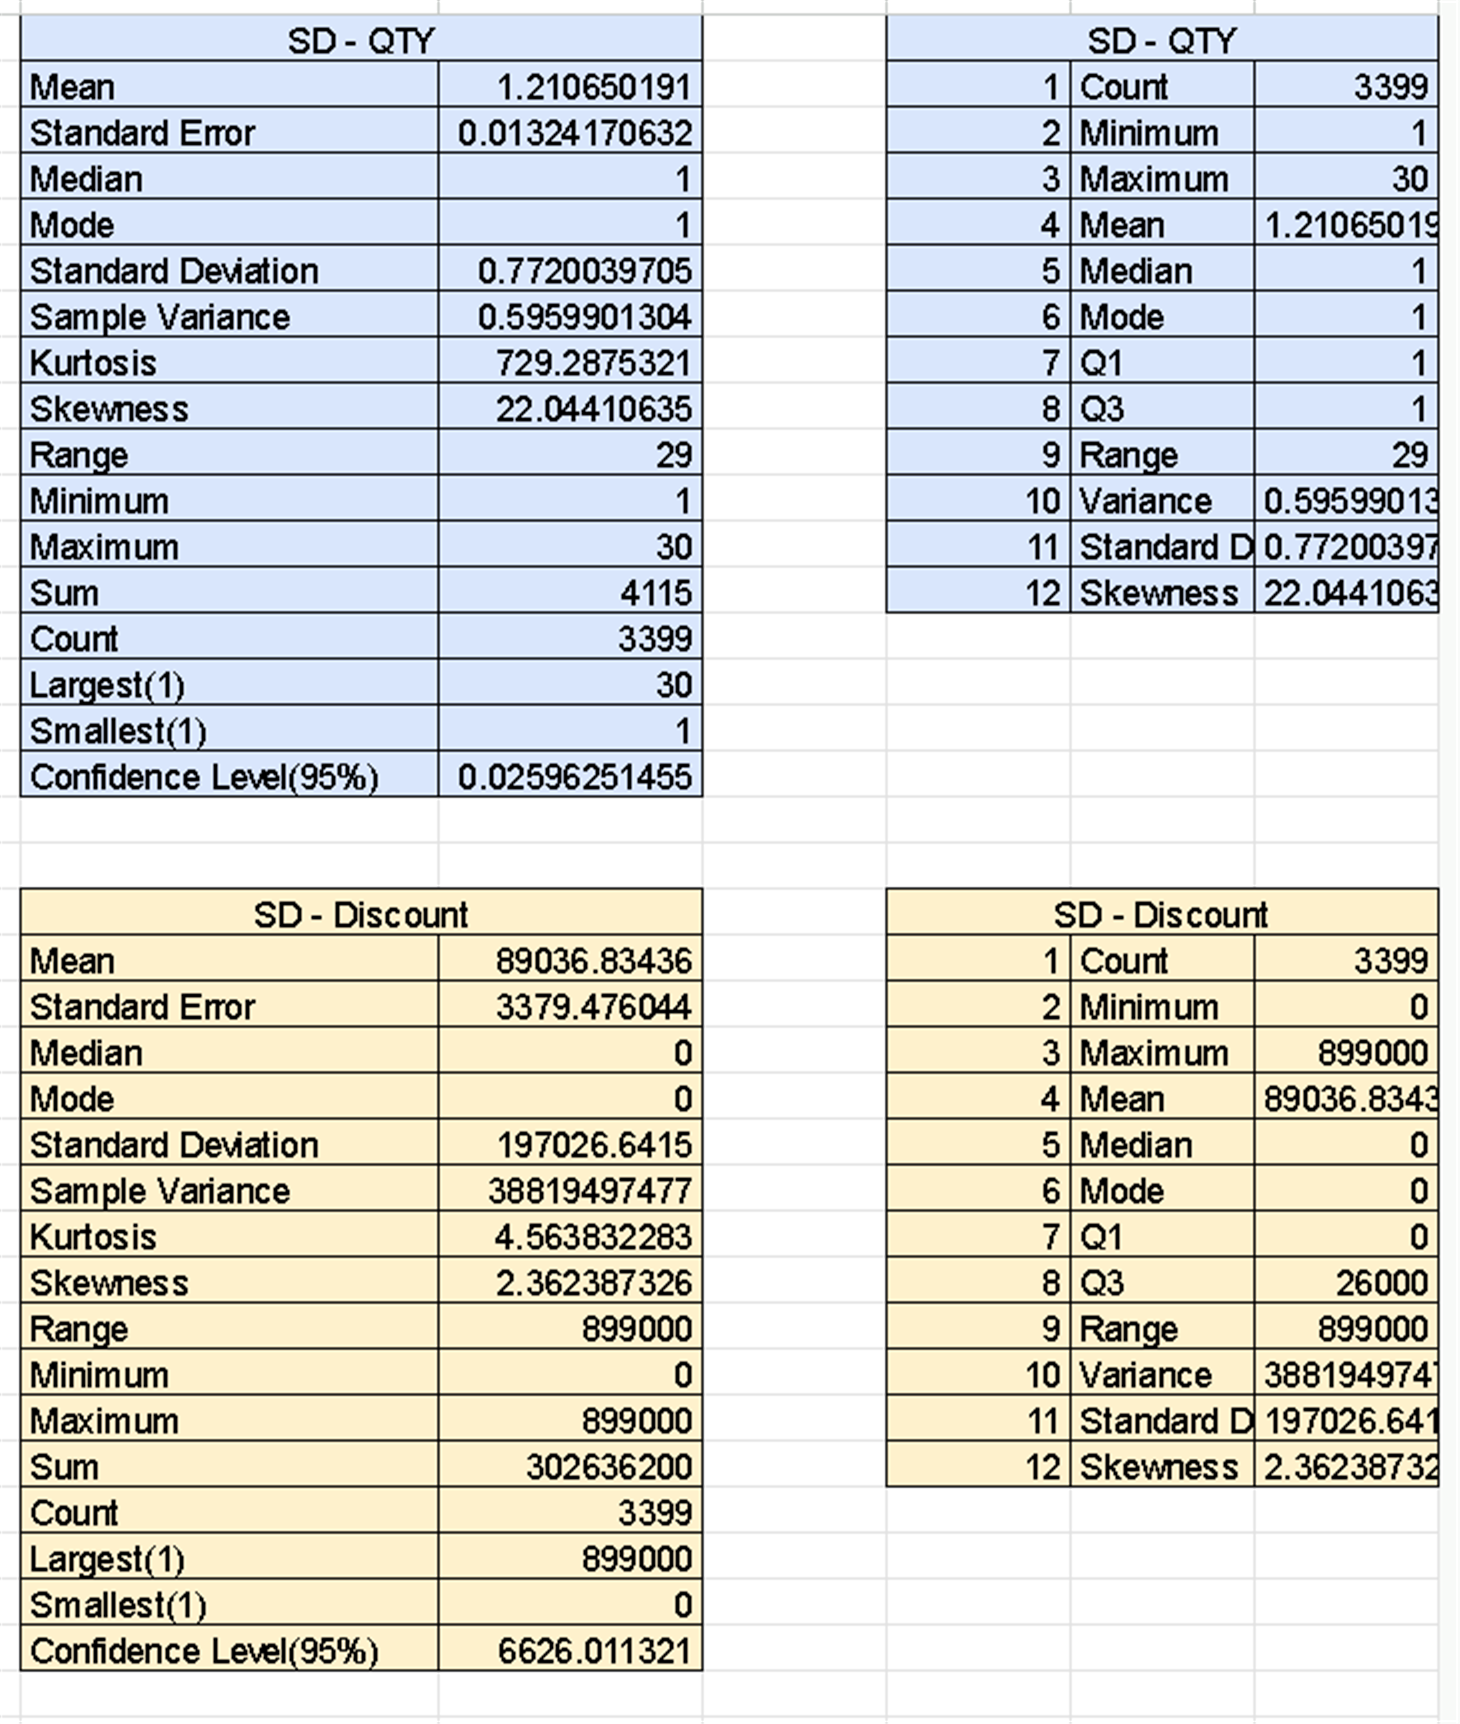 SD - QTY
Mean 1.210650191
Standard Error 0.01324170632
Median 1
Mode 1
Standard Deviation 0.7720039705
Sample Variance 0.5959901304
Kurtosis 729.2875321
Skewness 22.04410635
Range 29
Minimum 1
Maximum 30
Sum 4115
Count 3399
Largest(1) 30
Smallest(1) 1
Confidence Level(95%) 0.02596251455
SD - QTY
1 Count 3399
2 Minimum 1
3 Maximum 30
4 Mean 1.21065019
5 Median 1
6 Mode 1
7 Q1 1
8 Q3 1
9 Range 29
10 Variance 0.59599013
11 Standard D 0.77200397
12 Skewness 22.0441063
SD - Discount
Mean 89036.83436
Standard Error 3379.476044
Median 0
Mode 0
Standard Deviation 197026.6415
Sample Variance 38819497477
Kurtosis 4.563832283
Skewness 2.362387326
Range 899000
Minimum 0
Maximum 899000
Sum 302636200
Count 3399
Largest(1) 899000
Smallest(1) 0
Confidence Level(95%) 6626.011321
SD - Discount
1 Count 3399
2 Minimum 0
3 Maximum 899000
4 Mean 89036.8343
5 Median 0
6 Mode 0
7 Q1 0
8 Q3 26000
9 Range 899000
10 Variance 3881949747
11 Standard D 197026.641
12 Skewness 2.36238732